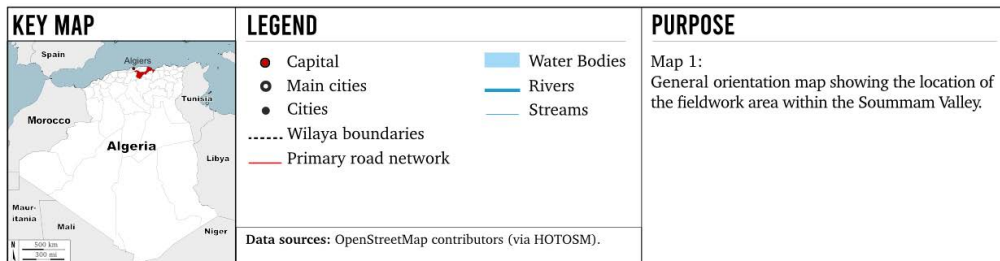 KEY MAP
Spain
Algiers
Tunisia
Morocco
Algeria
Libya
Maur-
itania
Mali
Niger
N
500 km
300 mi
LEGEND
Capital
Main cities
Cities
Wilaya boundaries
Primary road network
Water Bodies
Rivers
Streams
Data sources: OpenStreetMap contributors (via HOTOSM).
PURPOSE
Map 1:
General orientation map showing the location of
the fieldwork area within the Soummam Valley.